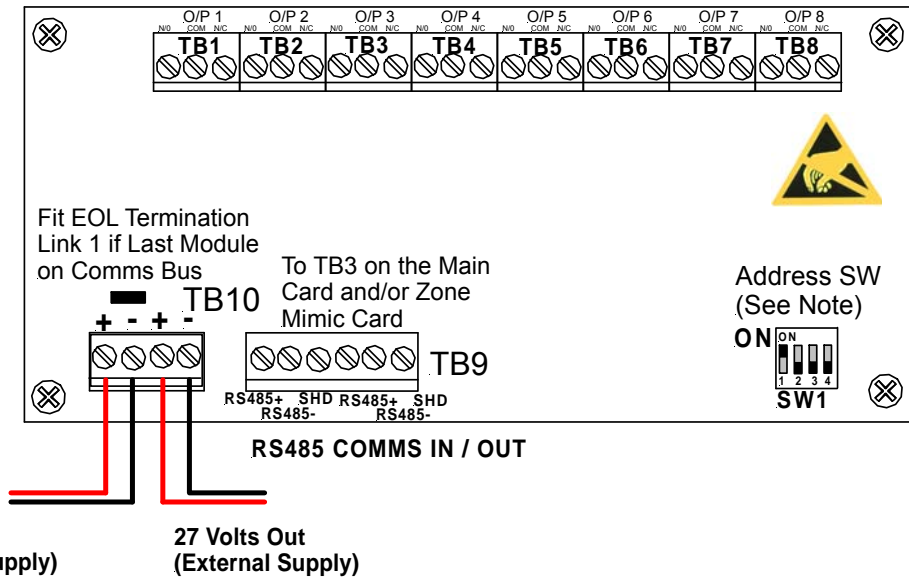 O/P 1 O/P 2 O/P 3 O/P 4 O/P 5 O/P 6 O/P 7 O/P 8
N/0 COM N/C N/0 COM N/C N/0 COM N/C N/0 COM N/C N/0 COM N/C N/0 COM N/C N/0 COM N/C N/0 COM N/C
TB1 TB2 TB3 TB4 TB5 TB6 TB7 TB8
Fit EOL Termination
Link 1 if Last Module
on Comms Bus
TB10
+ - + -
To TB3 on the Main
Card and/or Zone
Mimic Card
TB9
RS485+ SHD RS485+ SHD
RS485- RS485-
RS485 COMMS IN / OUT
Address SW
(See Note)
ON
ON
1 2 3 4
SW1
27 Volts Out
(External Supply)
upply)